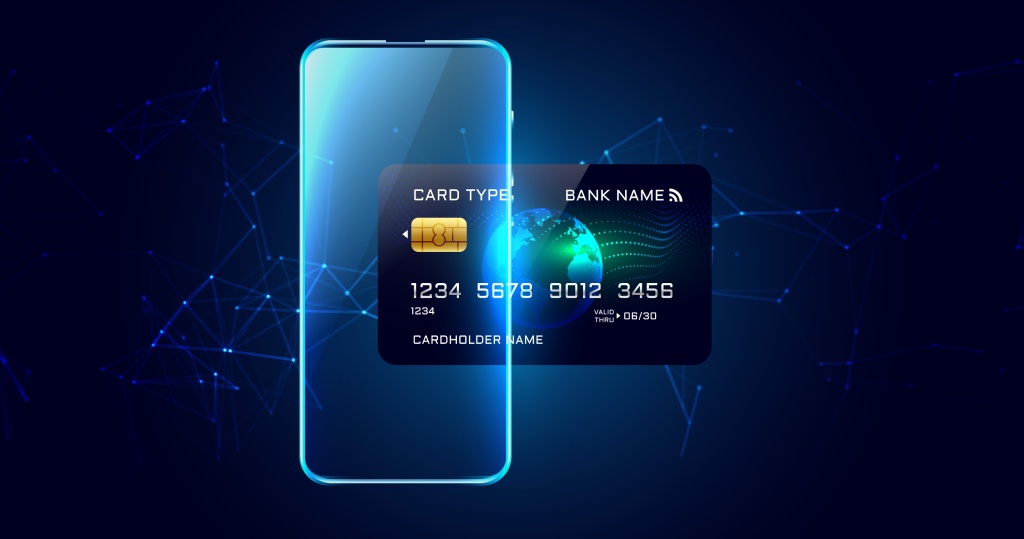 CARD TYPE
BANK NAME
1234 5678 9012 3456
1234
VALID
THRU
06/30
CARDHOLDER NAME